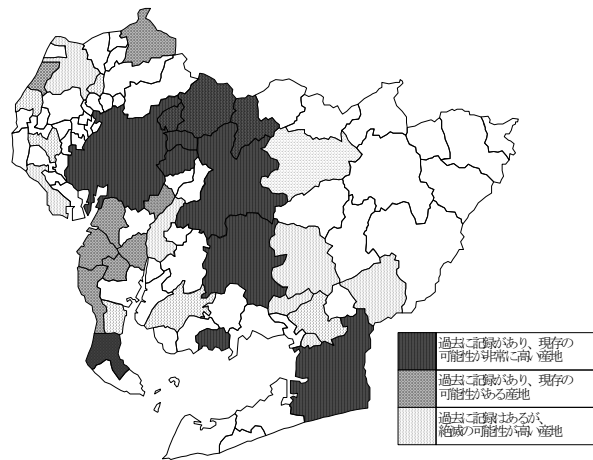 過去に記録があり、現存の
可能性が非常に高い産地
過去に記録があり、現存の
可能性がある産地
過去に記録はあるが、
絶滅の可能性が高い産地